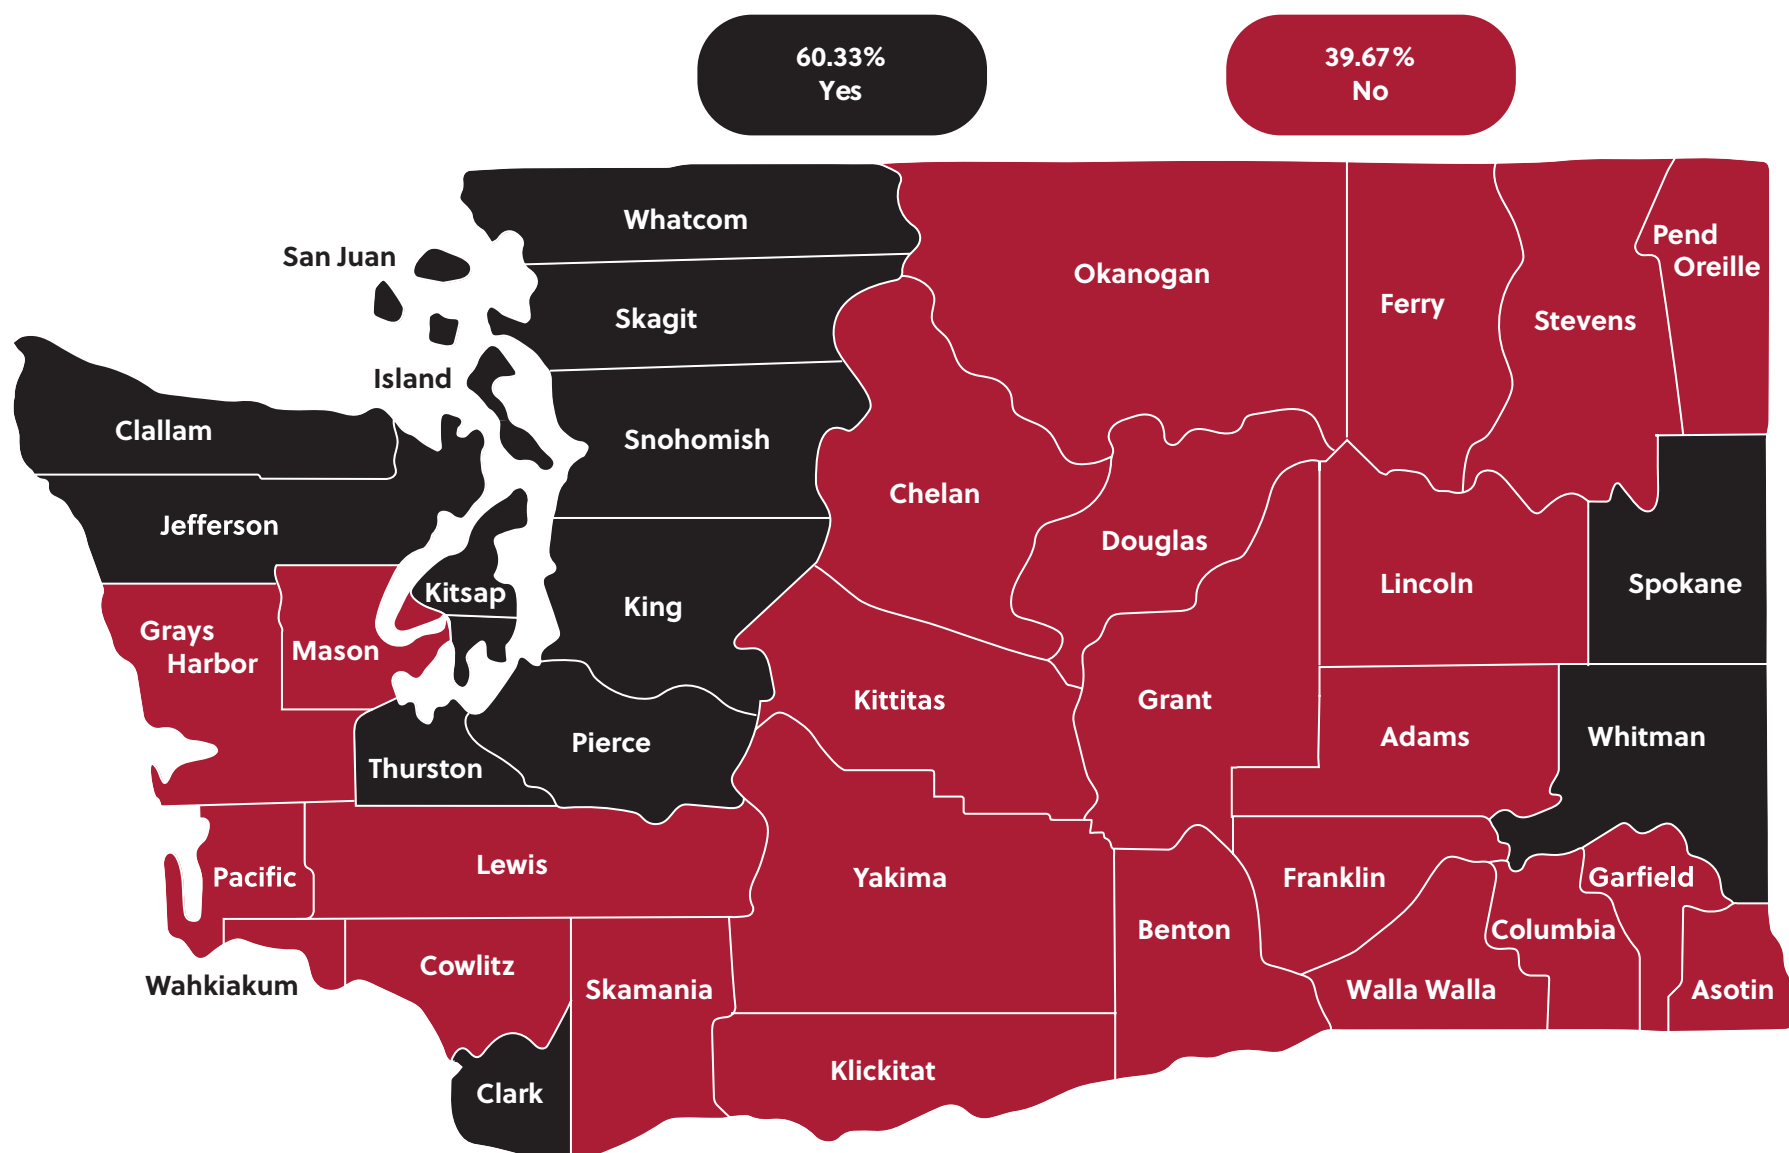 60.33%
Yes
39.67%
No
Whatcom
San Juan
Skagit
Island
Clallam
Snohomish
Jefferson
Kitsap
King
Grays
Harbor
Mason
Thurston
Pierce
Pacific
Lewis
Wahkiakum
Cowlitz
Skamania
Clark
Okanogan
Ferry
Stevens
Pend
Oreille
Chelan
Douglas
Lincoln
Spokane
Kittitas
Grant
Adams
Whitman
Yakima
Benton
Franklin
Garfield
Columbia
Walla Walla
Asotin
Klickitat